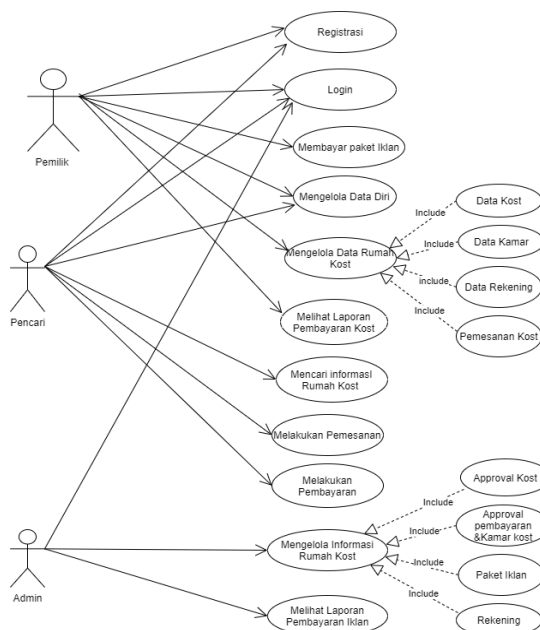 Registrasi
Login
Pemilik
Membayar paket Iklan
Mengelola Data Diri
Data Kost
Include
Data Kamar
Include
Mengelola Data Rumah
Kost
Include
Data Rekening
Include
Pemesanan Kost
Pencari
Melihat Laporan
Pembayaran Kost
Mencari informasI
Rumah Kost
Melakukan Pemesanan
Melakukan
Pembayaran
Approval Kost
Include
Approval
pembayaran
&Kamar kost
Include
Mengelola Informasi
Rumah Kost
Include
Paket Iklan
Include
Rekening
Admin
Melihat Laporan
Pembayaran Iklan